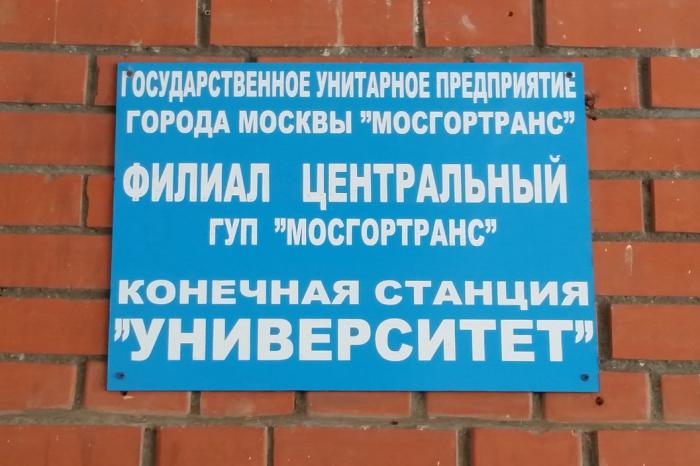 ГОСУДАРСТВЕННОЕ УНИТАРНОЕ ПРЕДПРИЯТИЕ
ГОРОДА МОСКВЫ "МОСГОРТРАНС"
ФИЛИАЛ ЦЕНТРАЛЬНЫЙ
ГУП "МОСГОРТРАНС"
КОНЕЧНАЯ СТАНЦИЯ
"УНИВЕРСИТЕТ"